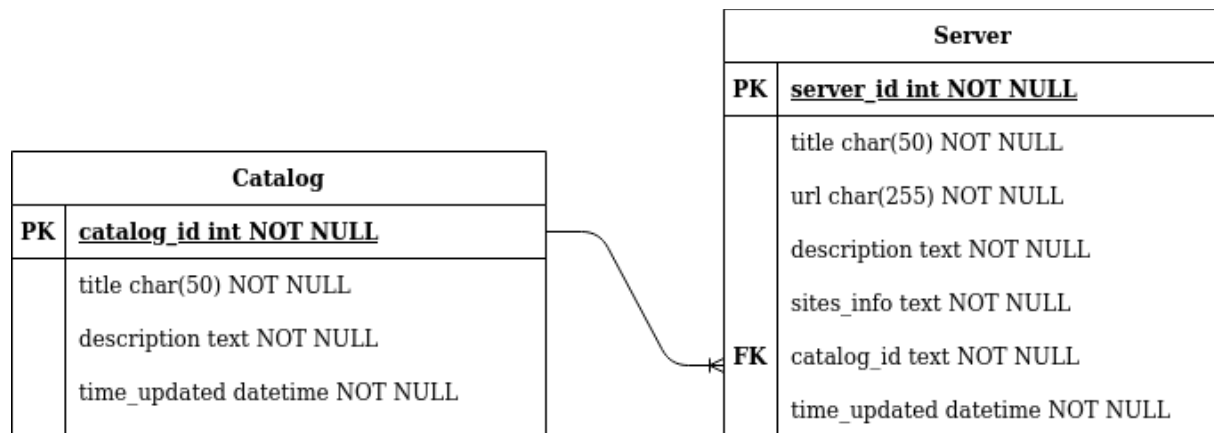 Catalog
PK catalog_id int NOT NULL
title char(50) NOT NULL
description text NOT NULL
time_updated datetime NOT NULL
Server
PK server_id int NOT NULL
title char(50) NOT NULL
url char(255) NOT NULL
description text NOT NULL
sites_info text NOT NULL
FK catalog_id text NOT NULL
time_updated datetime NOT NULL